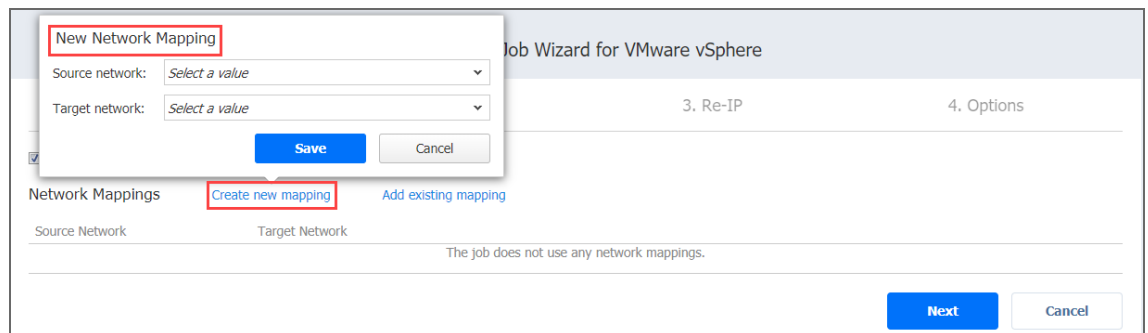 New Network Mapping
Job Wizard for VMware vSphere
Source network: Select a value
Target network: Select a value
3. Re-IP
4. Options
Save
Cancel
Network Mappings
Create new mapping
Add existing mapping
Source Network
Target Network
The job does not use any network mappings.
Next
Cancel